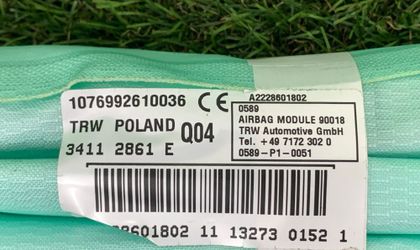 1076992610036 CE
TRW POLAND Q04
3411 2861 E
A2228601802
0589
AIRBAG MODULE 90018
TRW Automotive GmbH
Tel. +49 7172 302 0
0589-P1-0051
28601802 11 13273 0152 1